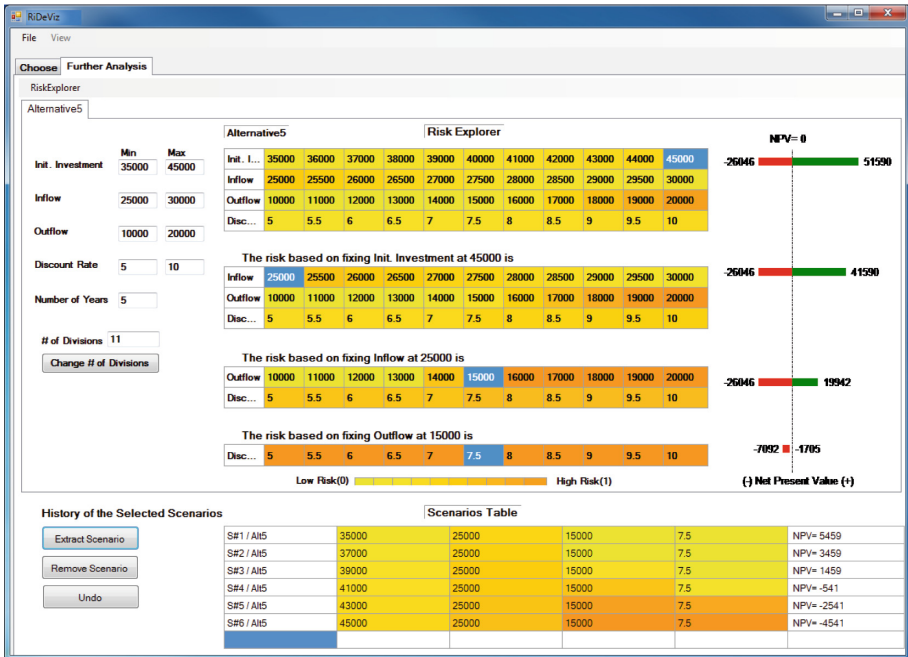 RiDeViz
File View
Choose Further Analysis
RiskExplorer
Alternative5
Min Max
Init. Investment 35000 45000
Inflow 25000 30000
Outflow 10000 20000
Discount Rate 5 10
Number of Years 5
# of Divisions 11
Change # of Divisions
Alternative5 Risk Explorer
Init. I... 35000 36000 37000 38000 39000 40000 41000 42000 43000 44000 45000
Inflow 25000 25500 26000 26500 27000 27500 28000 28500 29000 29500 30000
Outflow 10000 11000 12000 13000 14000 15000 16000 17000 18000 19000 20000
Disc... 5 5.5 6 6.5 7 7.5 8 8.5 9 9.5 10
The risk based on fixing Init. Investment at 45000 is
Inflow 25000 25500 26000 26500 27000 27500 28000 28500 29000 29500 30000
Outflow 10000 11000 12000 13000 14000 15000 16000 17000 18000 19000 20000
Disc... 5 5.5 6 6.5 7 7.5 8 8.5 9 9.5 10
The risk based on fixing Inflow at 25000 is
Outflow 10000 11000 12000 13000 14000 15000 16000 17000 18000 19000 20000
Disc... 5 5.5 6 6.5 7 7.5 8 8.5 9 9.5 10
The risk based on fixing Outflow at 15000 is
Disc... 5 5.5 6 6.5 7 7.5 8 8.5 9 9.5 10
Low Risk(0) High Risk(1)
NPV= 0
-26046 51590
-26046 41590
-26046 19942
-7092 -1705
(-) Net Present Value (+)
History of the Selected Scenarios
Scenarios Table
Extract Scenario
Remove Scenario
Undo
S#1 / Alt5 35000 25000 15000 7.5 NPV= 5459
S#2 / Alt5 37000 25000 15000 7.5 NPV= 3459
S#3 / Alt5 39000 25000 15000 7.5 NPV= 1459
S#4 / Alt5 41000 25000 15000 7.5 NPV= -541
S#5 / Alt5 43000 25000 15000 7.5 NPV= -2541
S#6 / Alt5 45000 25000 15000 7.5 NPV= -4541